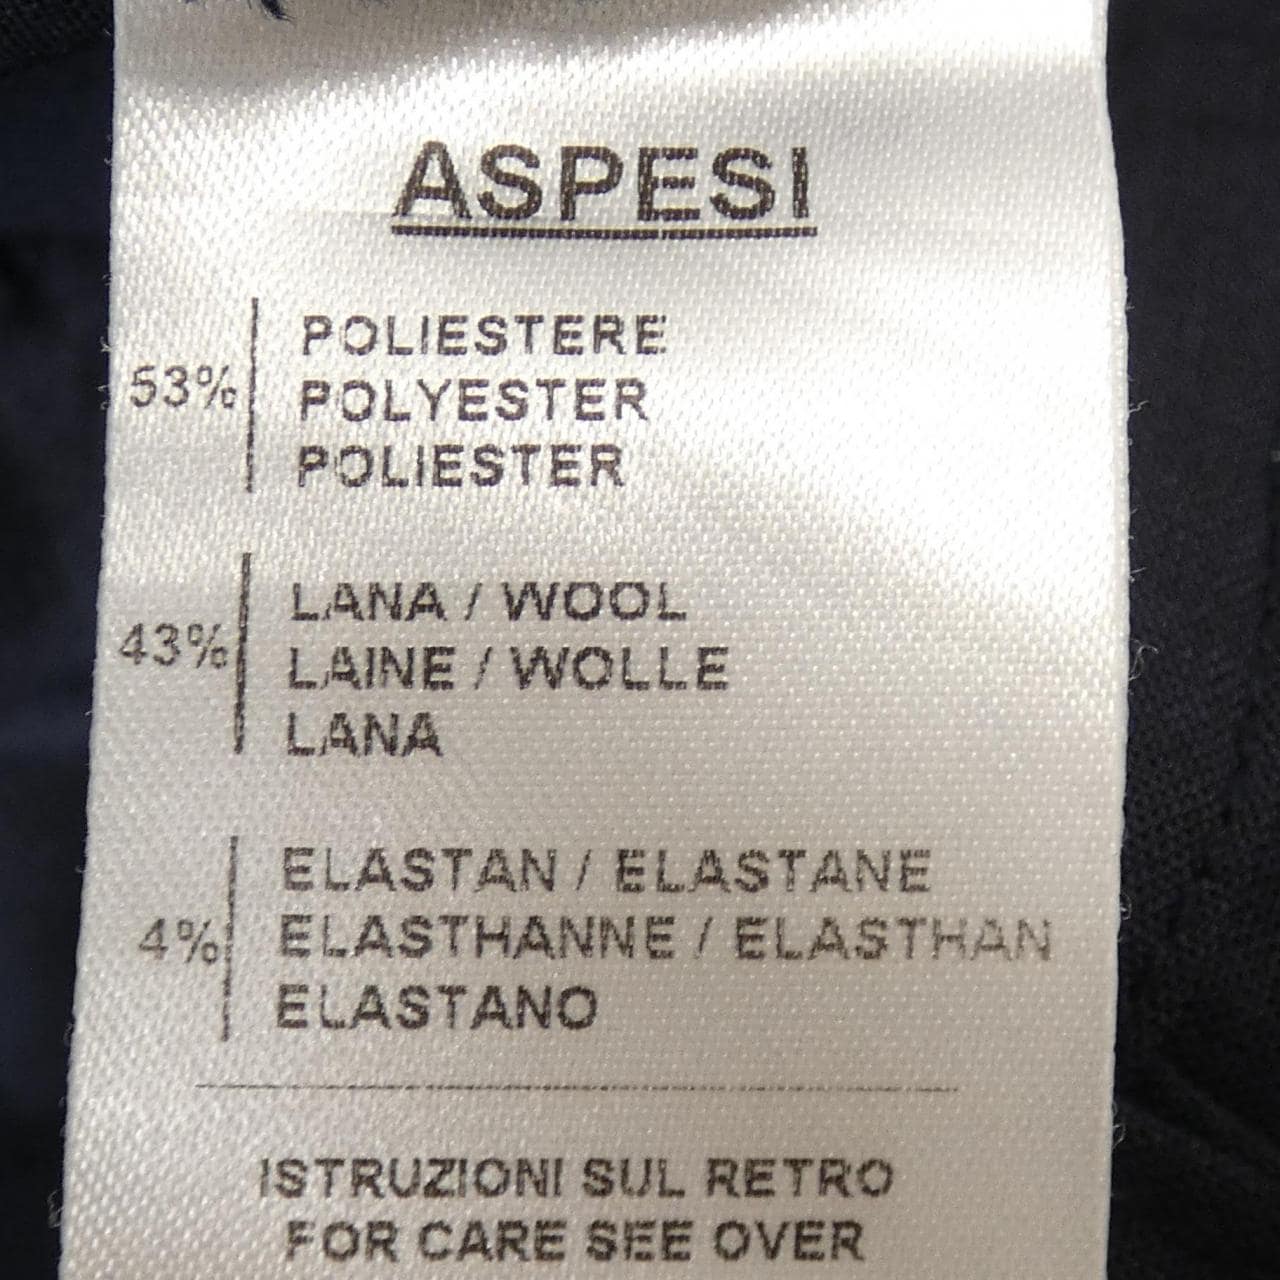 ASPESI
53%
POLIESTERE
POLYESTER
POLIESTER
43%
LANA / WOOL
LAINE / WOLLE
LANA
4%
ELASTAN / ELASTANE
ELASTHANNE / ELASTHAN
ELASTANO
ISTRUZIONI SUL RETRO
FOR CARE SEE OVER